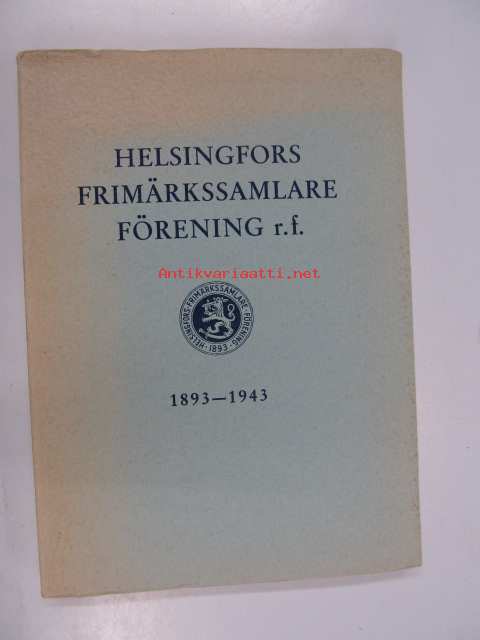 HELSINGFORS
FRIMÄRKSSAMLARE
FÖRENING r.f.
Antikvariaatti.net
HELSINGFORS·FRIMÄRKSSAMLARE·FÖRENING
·1893·
1893—1943